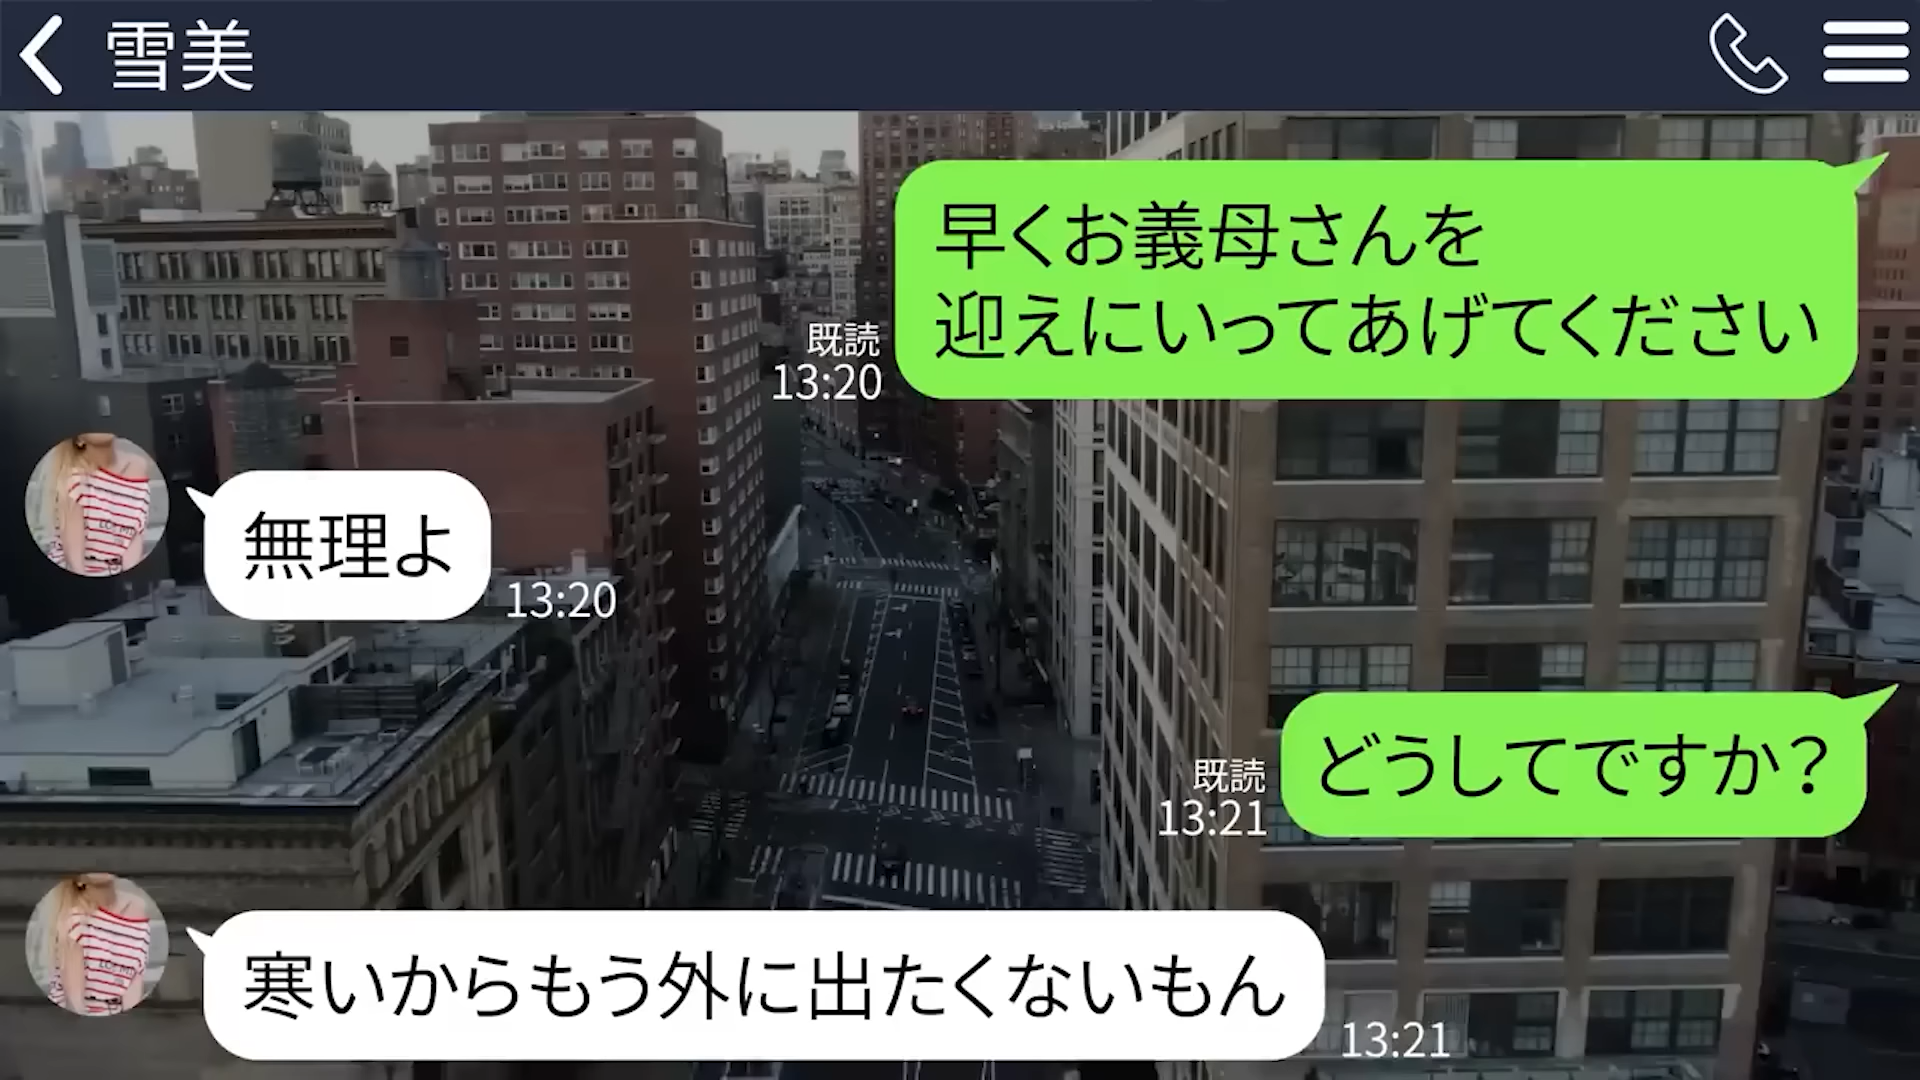 雪美
早くお義母さんを
迎えにいってあげてください
既読
13:20
無理よ
13:20
どうしてですか？
既読
13:21
寒いからもう外に出たくないもん
13:21